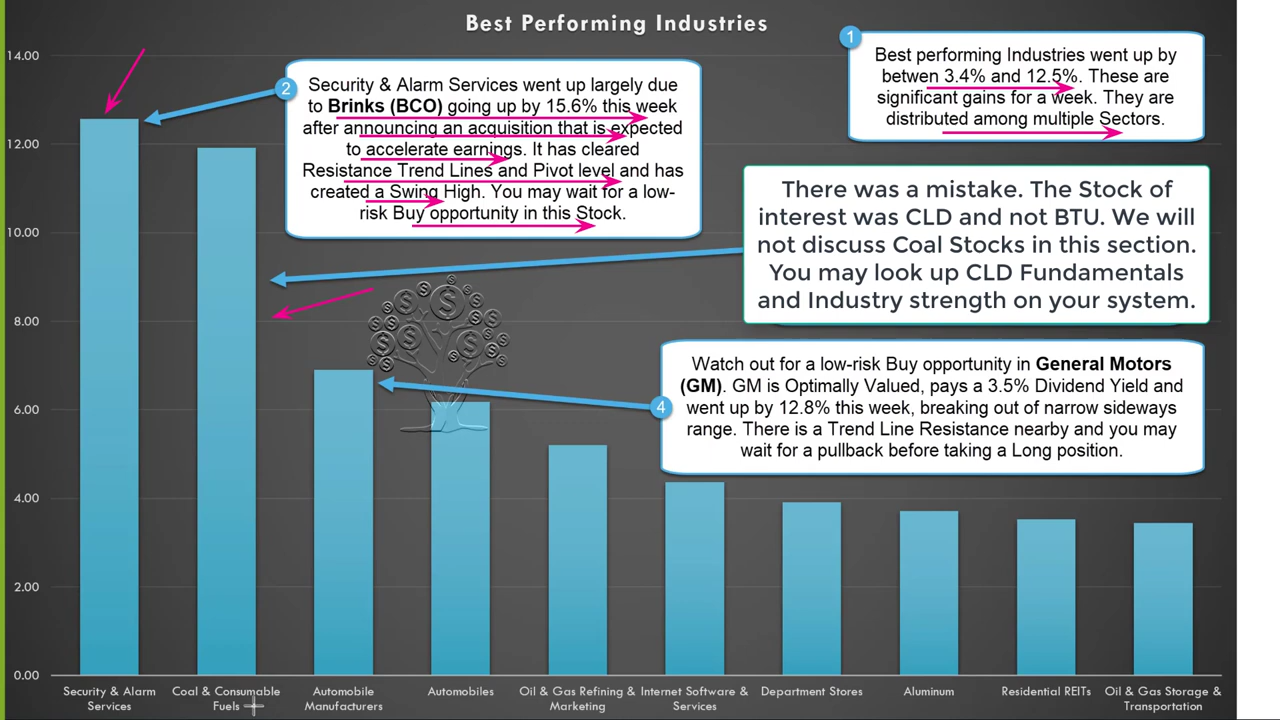 Best Performing Industries
14.00
12.00
10.00
8.00
6.00
4.00
2.00
0.00
1
Best performing Industries went up by
betwen 3.4% and 12.5%. These are
significant gains for a week. They are
distributed among multiple Sectors.
2
Security & Alarm Services went up largely due
to Brinks (BCO) going up by 15.6% this week
after announcing an acquisition that is expected
to accelerate earnings. It has cleared
Resistance Trend Lines and Pivot level and has
created a Swing High. You may wait for a low-
risk Buy opportunity in this Stock.
There was a mistake. The Stock of
interest was CLD and not BTU. We will
not discuss Coal Stocks in this section.
You may look up CLD Fundamentals
and Industry strength on your system.
4
Watch out for a low-risk Buy opportunity in General Motors
(GM). GM is Optimally Valued, pays a 3.5% Dividend Yield and
went up by 12.8% this week, breaking out of narrow sideways
range. There is a Trend Line Resistance nearby and you may
wait for a pullback before taking a Long position.
Security & Alarm
Services
Coal & Consumable
Fuels
Automobile
Manufacturers
Automobiles
Oil & Gas Refining &
Marketing
Internet Software &
Services
Department Stores
Aluminum
Residential REITs
Oil & Gas Storage &
Transportation